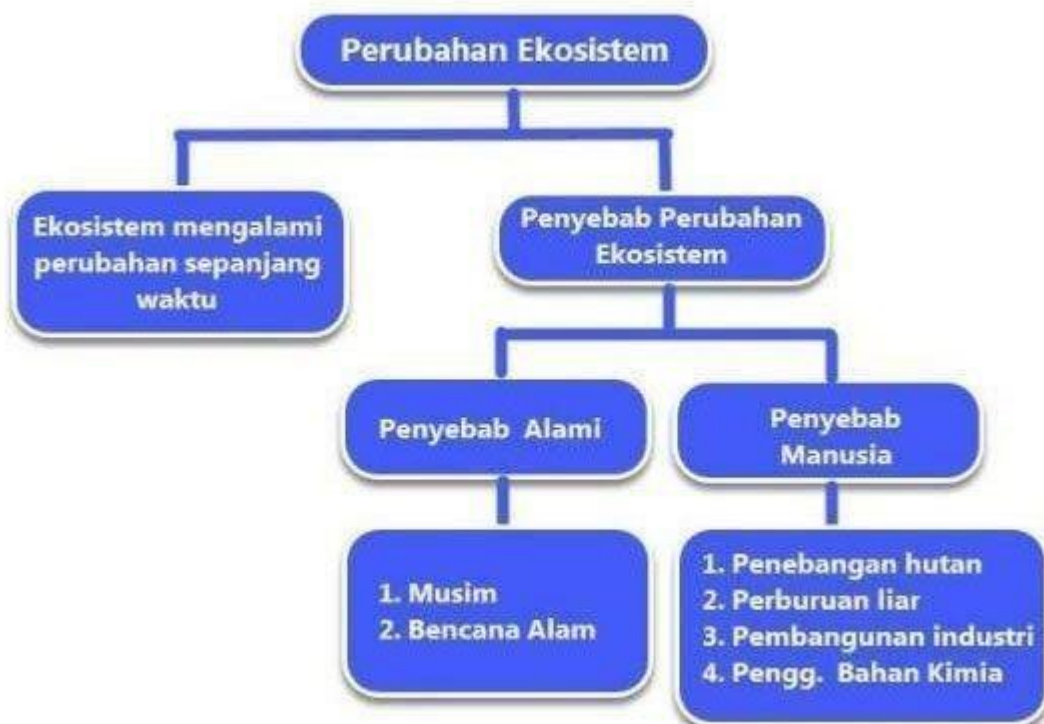 Perubahan Ekosistem
Ekosistem mengalami
perubahan sepanjang
waktu
Penyebab Perubahan
Ekosistem
Penyebab Alami
Penyebab
Manusia
1. Musim
2. Bencana Alam
1. Penebangan hutan
2. Perburuan liar
3. Pembangunan industri
4. Pengg. Bahan Kimia